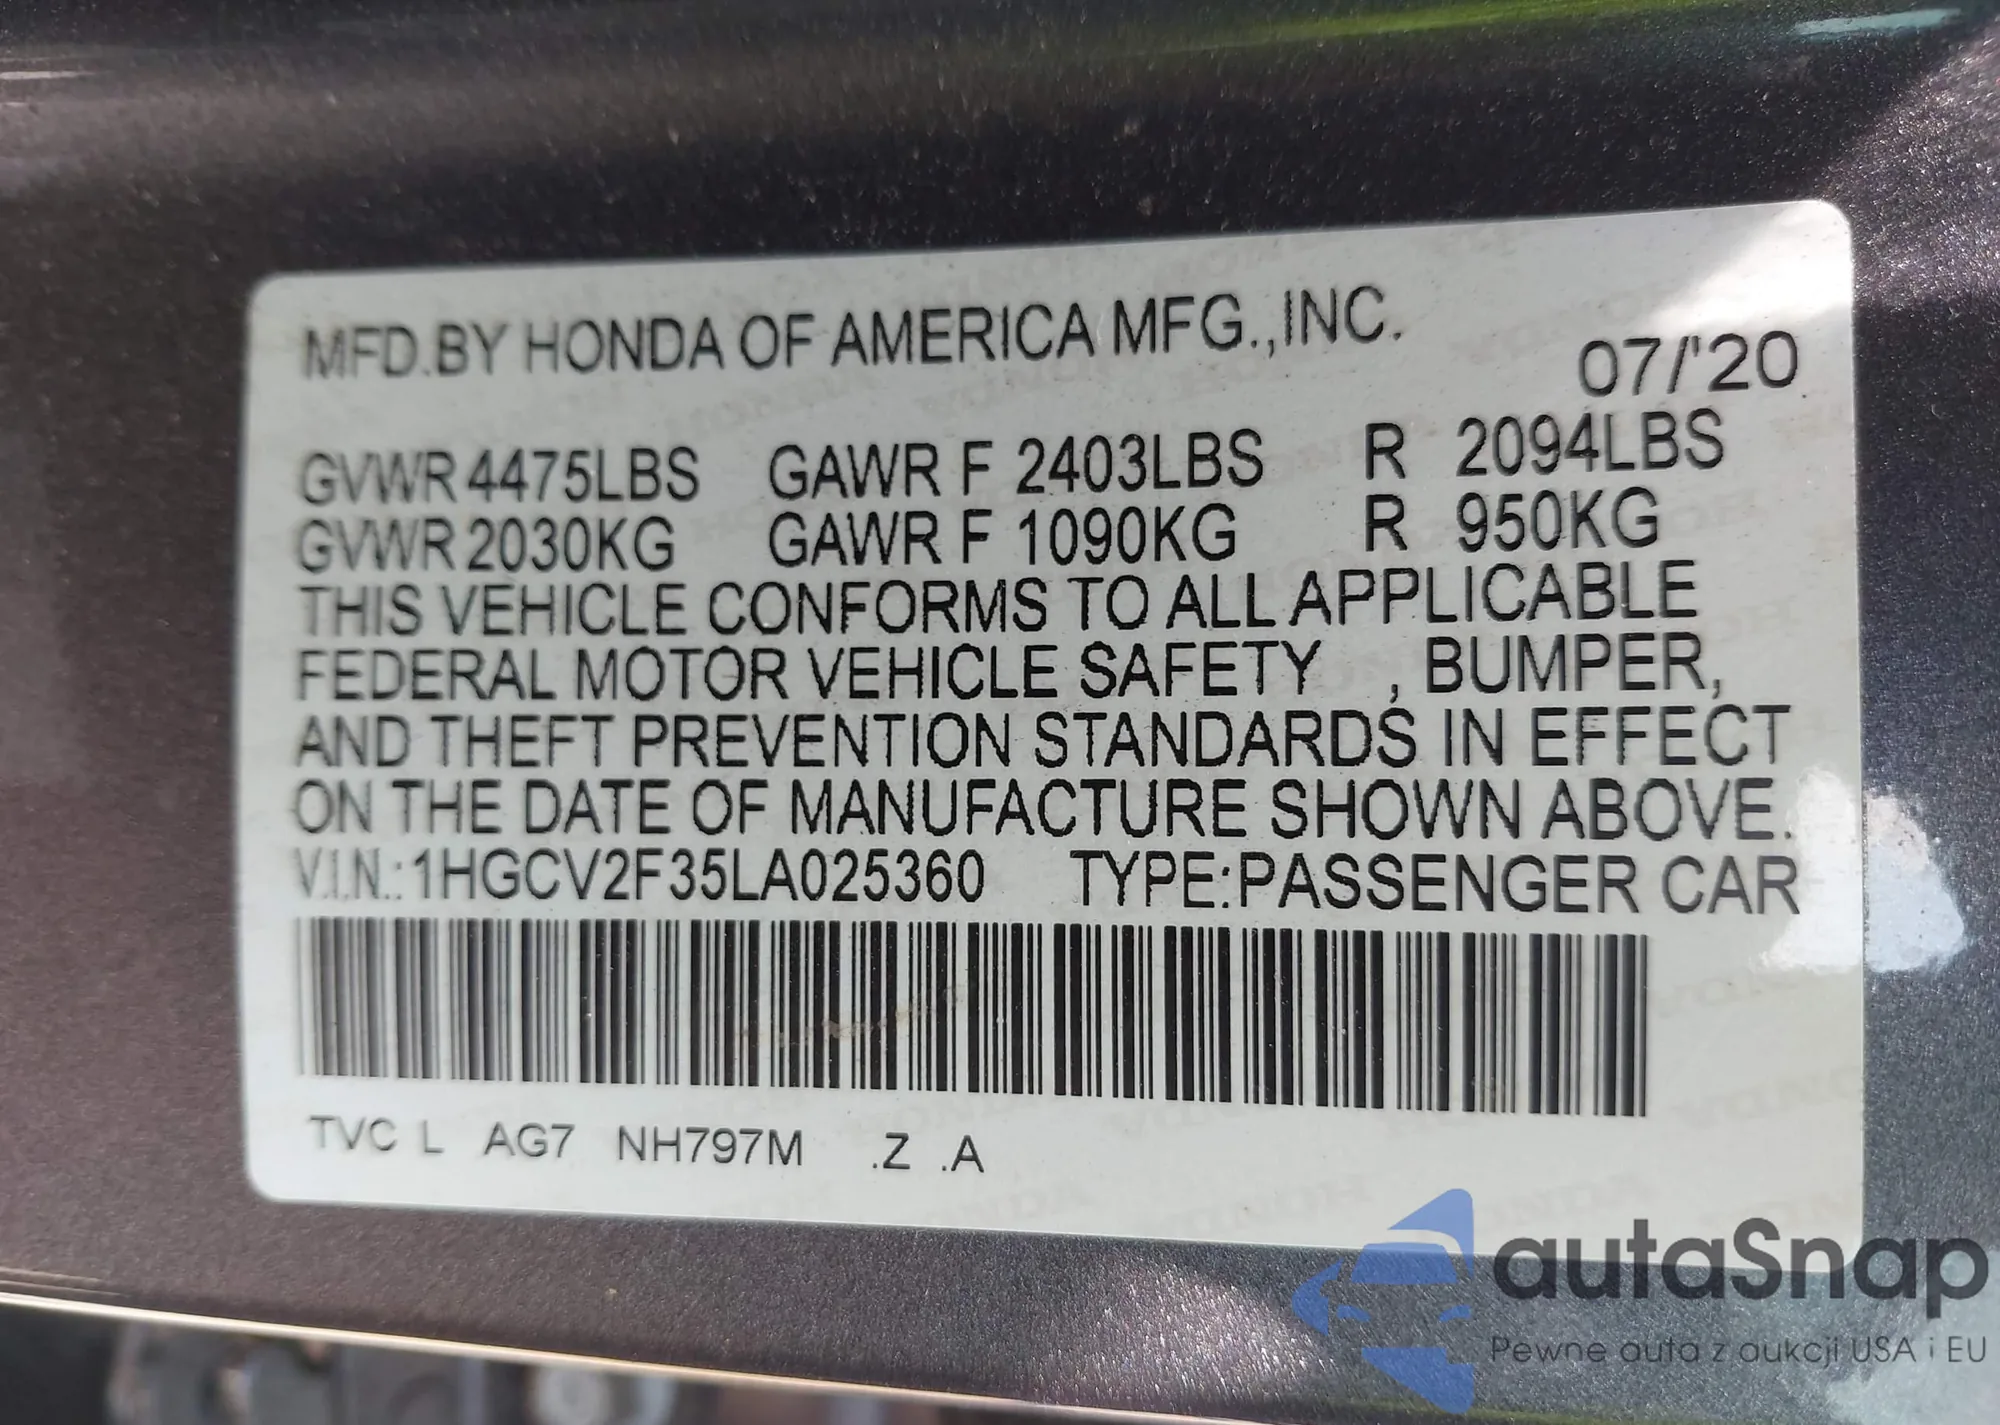 MFD.BY HONDA OF AMERICA MFG.,INC.
07/'20
GVWR 4475LBS GAWR F 2403LBS R 2094LBS
GVWR 2030KG GAWR F 1090KG R 950KG
THIS VEHICLE CONFORMS TO ALL APPLICABLE
FEDERAL MOTOR VEHICLE SAFETY , BUMPER,
AND THEFT PREVENTION STANDARDS IN EFFECT
ON THE DATE OF MANUFACTURE SHOWN ABOVE.
V.I.N.: 1HGCV2F35LA025360 TYPE:PASSENGER CAR
TVC L AG7 NH797M .Z .A
autaSnap
Pewne auta z aukcji USA i EU